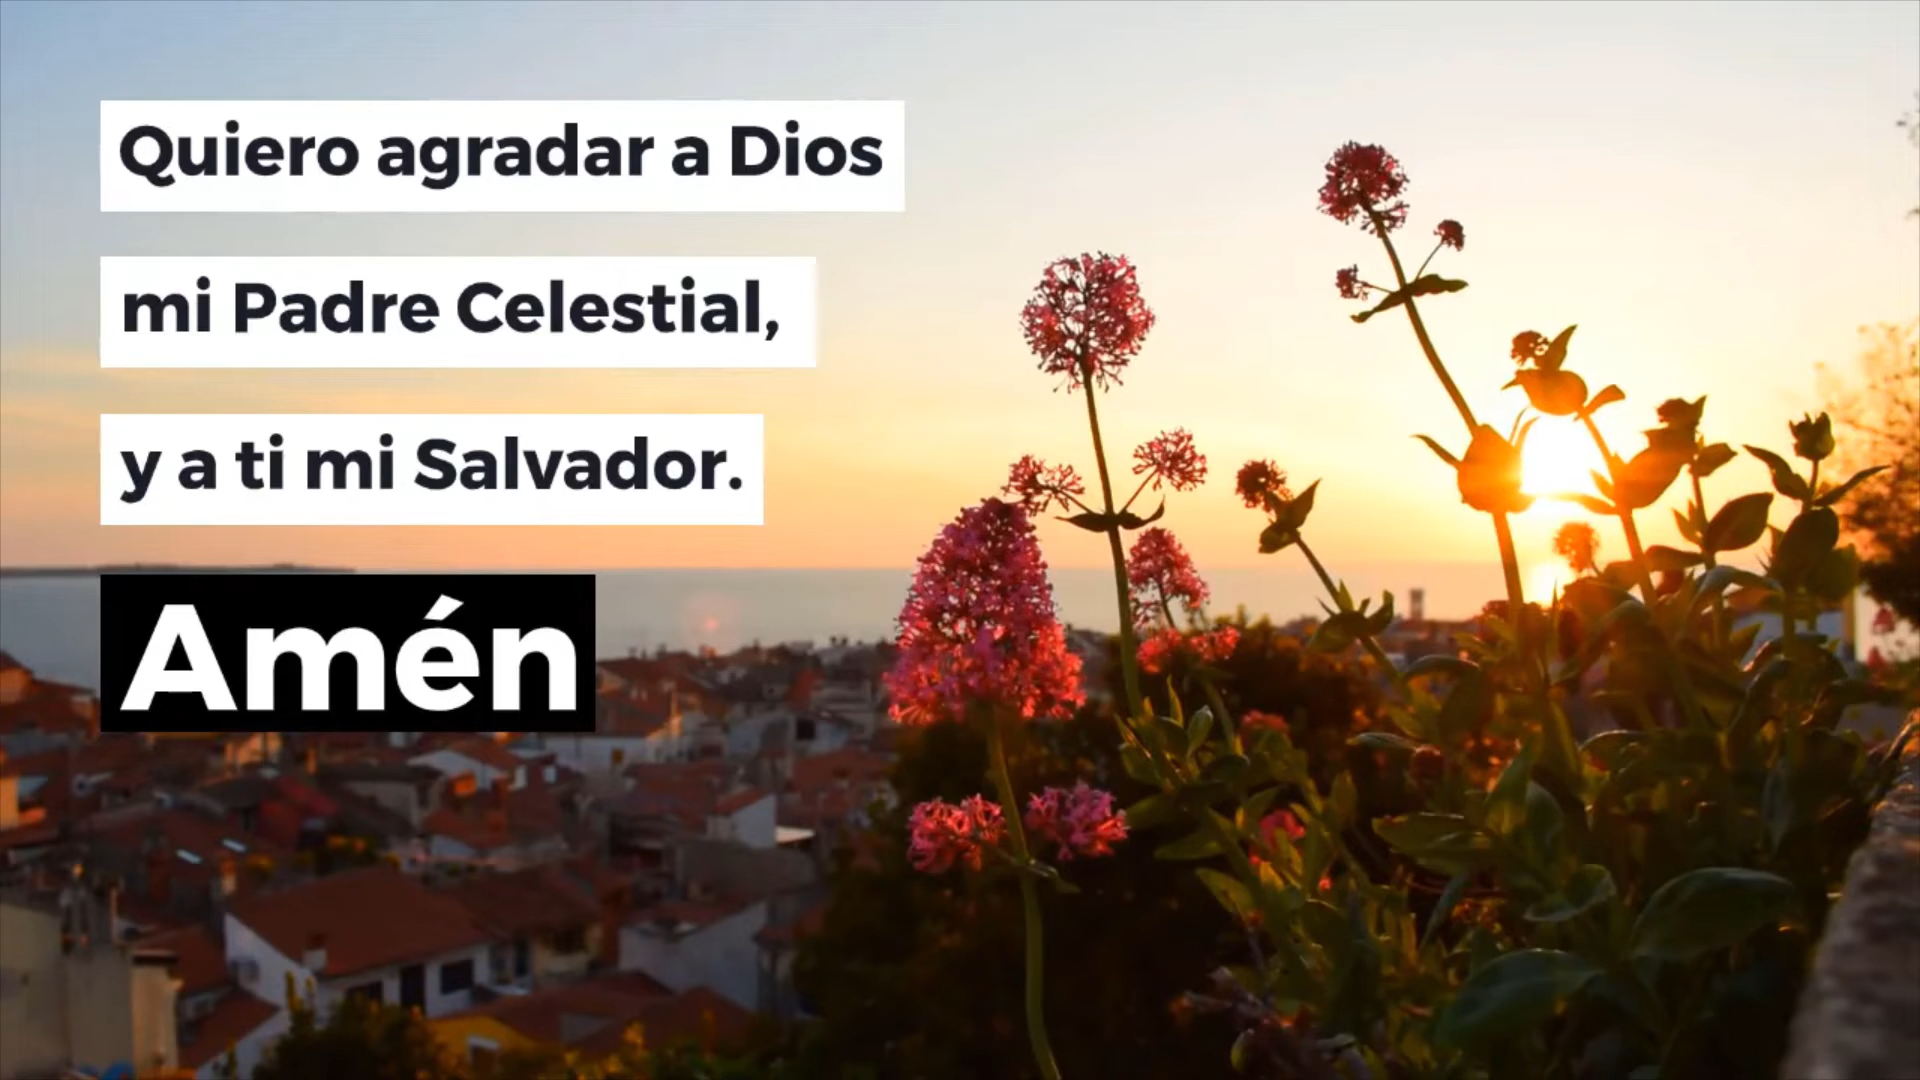 Quiero agradar a Dios
mi Padre Celestial,
y a ti mi Salvador.
Amén